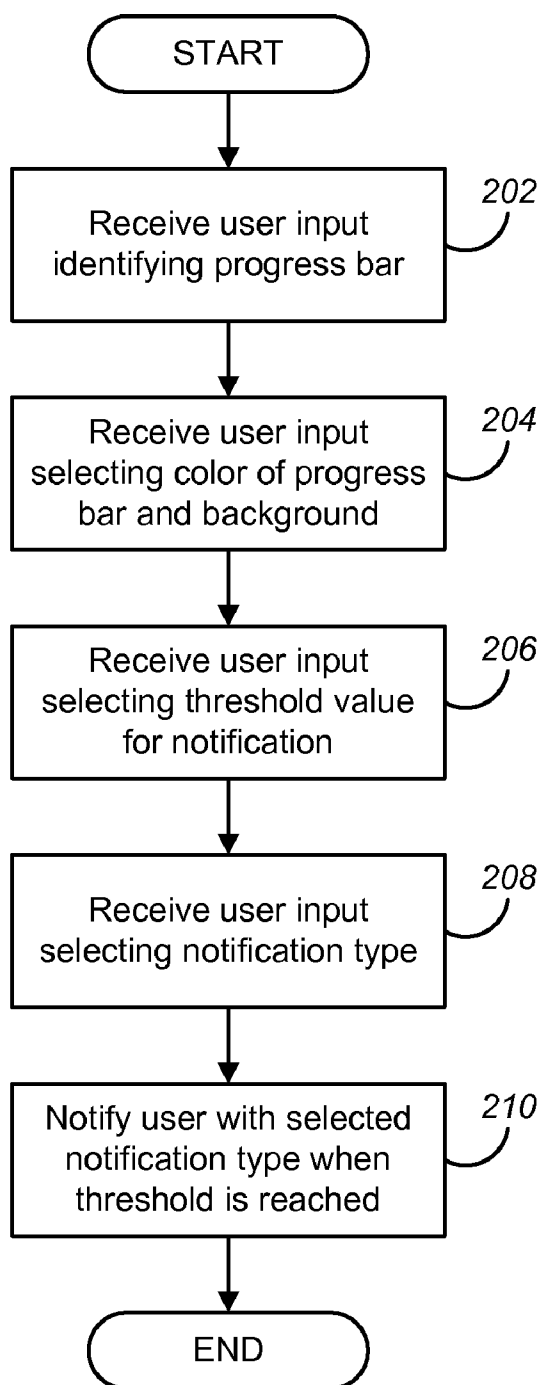 START
Receive user input
identifying progress bar
202
Receive user input
selecting color of progress
bar and background
204
Receive user input
selecting threshold value
for notification
206
Receive user input
selecting notification type
208
Notify user with selected
notification type when
threshold is reached
210
END